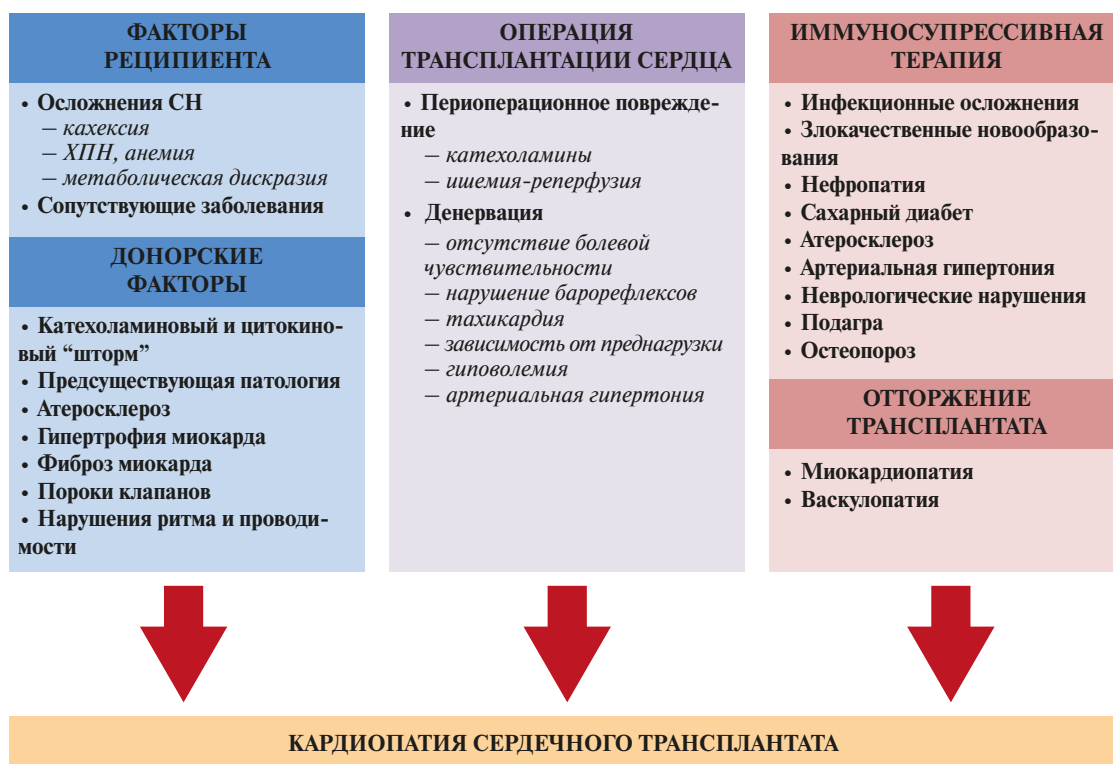 ФАКТОРЫ
РЕЦИПИЕНТА
• Осложнения СН
– кахексия
– ХПН, анемия
– метаболическая дискразия
• Сопутствующие заболевания
ДОНОРСКИЕ
ФАКТОРЫ
• Катехоламиновый и цитокино-
вый “шторм”
• Предсуществующая патология
• Атеросклероз
• Гипертрофия миокарда
• Фиброз миокарда
• Пороки клапанов
• Нарушения ритма и проводи-
мости
ОПЕРАЦИЯ
ТРАНСПЛАНТАЦИИ СЕРДЦА
• Периоперационное поврежде-
ние
– катехоламины
– ишемия-реперфузия
• Денервация
– отсутствие болевой
чувствительности
– нарушение барорефлексов
– тахикардия
– зависимость от преднагрузки
– гиповолемия
– артериальная гипертония
ИММУНОСУПРЕССИВНАЯ
ТЕРАПИЯ
• Инфекционные осложнения
• Злокачественные новообразо-
вания
• Нефропатия
• Сахарный диабет
• Атеросклероз
• Артериальная гипертония
• Неврологические нарушения
• Подагра
• Остеопороз
ОТТОРЖЕНИЕ
ТРАНСПЛАНТАТА
• Миокардиопатия
• Васкулопатия
КАРДИОПАТИЯ СЕРДЕЧНОГО ТРАНСПЛАНТАТА